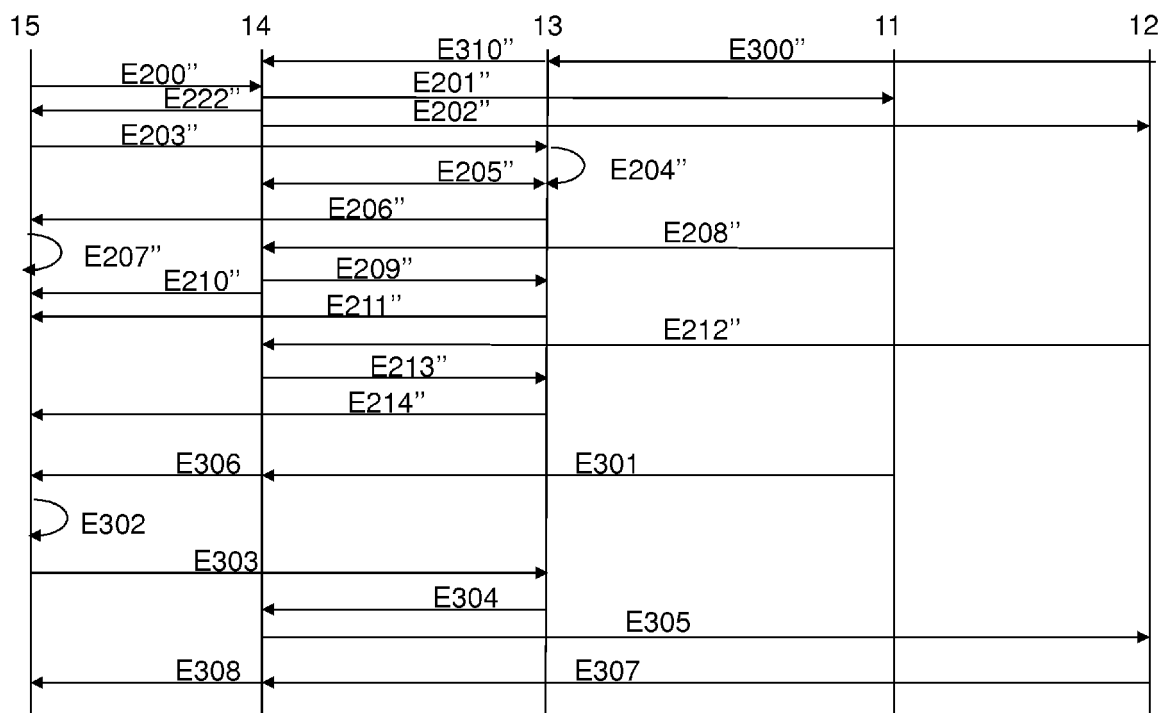 15 14 13 11 12
E310” E300”
E200” E201”
E222” E202”
E203”
E205” E204”
E206”
E207” E208”
E210” E209”
E211”
E212”
E213”
E214”
E306 E301
E302
E303
E304
E305
E308 E307